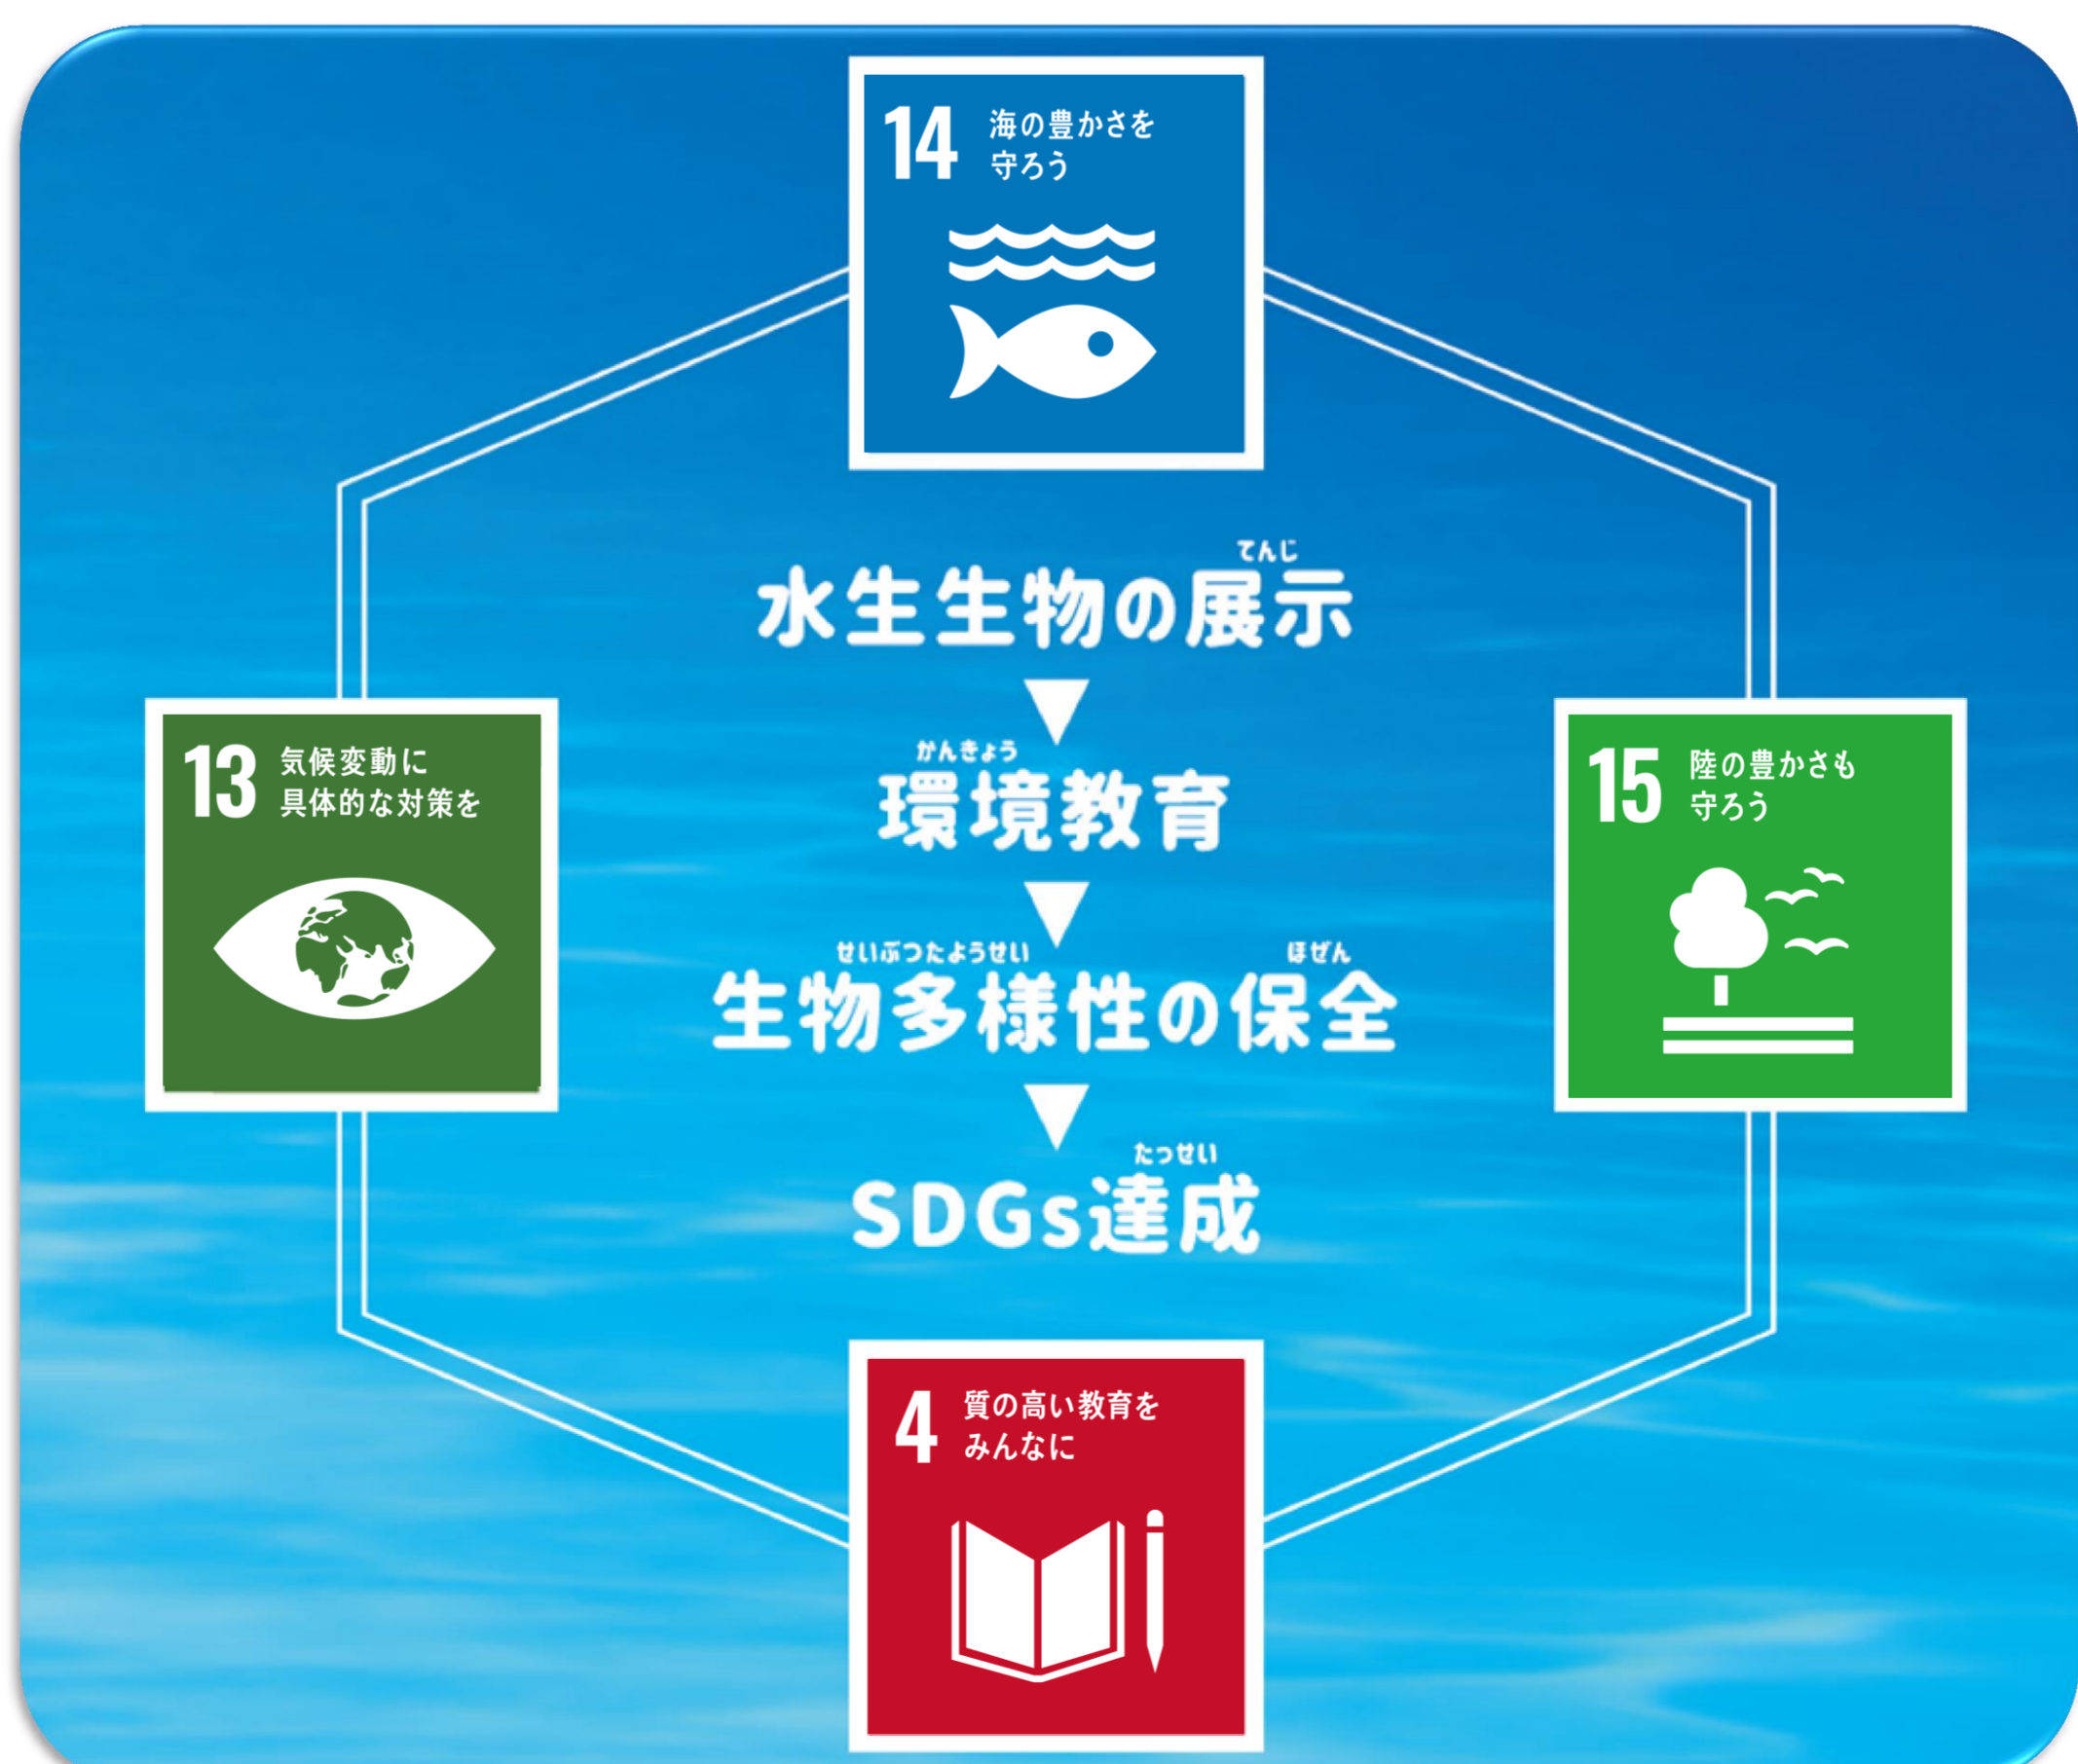 14
海の豊かさを
守ろう
てんじ
水生生物の展示
かんきょう
環境教育
せいぶつたようせい ほぜん
生物多様性の保全
たっせい
SDGs達成
13
気候変動に
具体的な対策を
15
陸の豊かさも
守ろう
4
質の高い教育を
みんなに